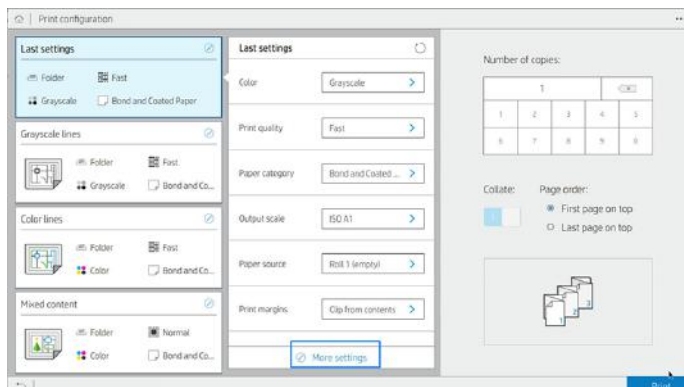 Print configuration
Last settings
Folder
Fast
Grayscale
Bond and Coated Paper
Grayscale lines
Folder
Fast
Grayscale
Bond and Co...
Color lines
Folder
Fast
Color
Bond and Co...
Mixed content
Folder
Normal
Color
Bond and Co...
Last settings
Color
Grayscale
Print quality
Fast
Paper category
Bond and Coated ...
Output scale
ISO A1
Paper source
Roll 1 (empty)
Print margins
Clip from contents
More settings
Number of copies:
1
1 2 3 4 5
6 7 8 9 0
Collate:
Page order:
First page on top
Last page on top
1 2 3
Print